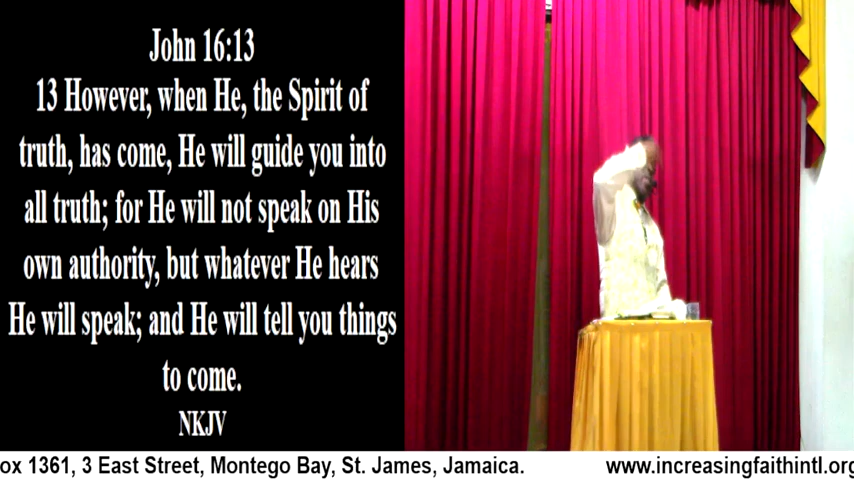 John 16:13
13 However, when He, the Spirit of
truth, has come, He will guide you into
all truth; for He will not speak on His
own authority, but whatever He hears
He will speak; and He will tell you things
to come.
NKJV
ox 1361, 3 East Street, Montego Bay, St. James, Jamaica. www.increasingfaithintl.org